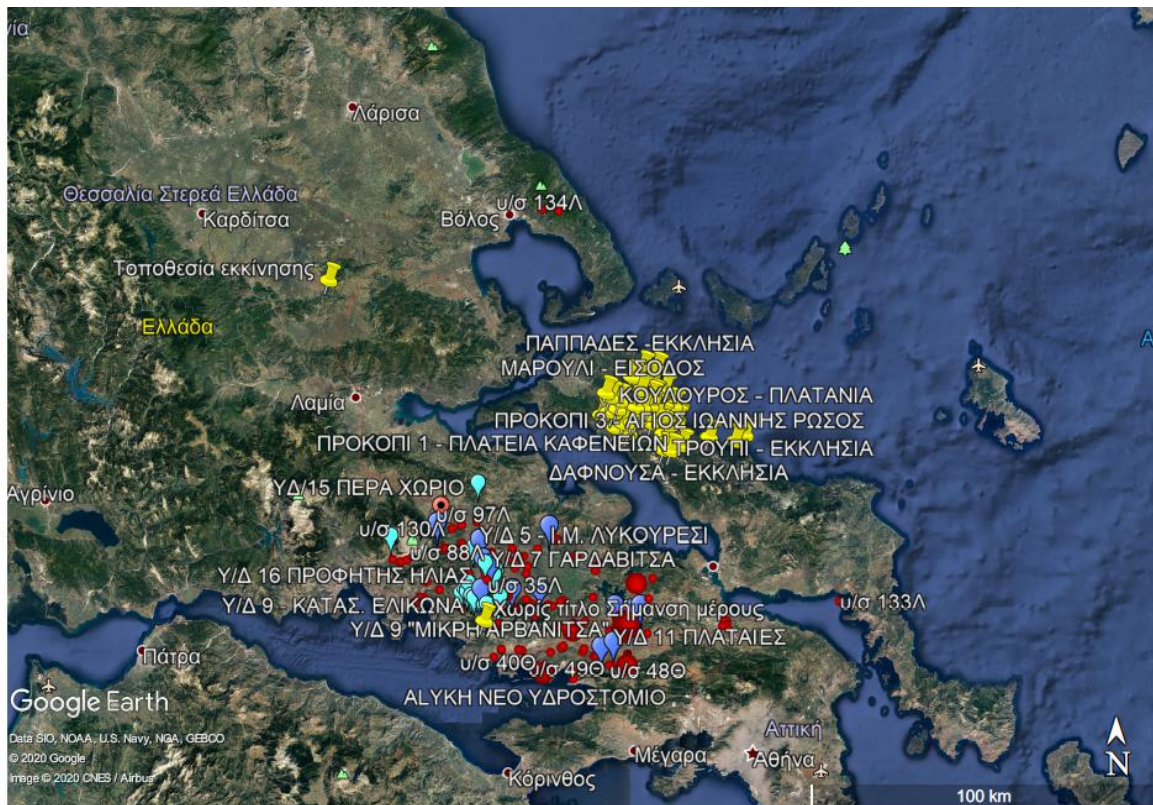 νία
Λάρισα
Θεσσαλία Στερεά Ελλάδα
Καρδίτσα
Βόλος
υ/σ 134Λ
Τοποθεσία εκκίνησης
Ελλάδα
Α
ΠΑΠΠΑΔΕΣ -ΕΚΚΛΗΣΙΑ
ΜΑΡΟΥΛΙ - ΕΙΣΟΔΟΣ
Λαμία
ΚΟΥΛΟΥΡΟΣ - ΠΛΑΤΑΝΙΑ
ΠΡΟΚΟΠΙ 3 - ΑΓΙΟΣ ΙΩΑΝΝΗΣ ΡΩΣΟΣ
ΠΡΟΚΟΠΙ 1 - ΠΛΑΤΕΙΑ ΚΑΦΕΝΕΙΩΝ
ΤΡΟΥΠΙ - ΕΚΚΛΗΣΙΑ
ΔΑΦΝΟΥΣΑ - ΕΚΚΛΗΣΙΑ
Αγρίνιο
ΥΔ/15 ΠΕΡΑ ΧΩΡΙΟ
υ/σ 97Λ
υ/σ 130Λ
Υ/Δ 5 - Ι.Μ. ΛΥΚΟΥΡΕΣΙ
υ/σ 88Λ
Υ/Δ 7 ΓΑΡΔΑΒΙΤΣΑ
Υ/Δ 16 ΠΡΟΦΗΤΗΣ ΗΛΙΑΣ
υ/σ 35Λ
Υ/Δ 9 - ΚΑΤΑΣ. ΕΛΙΚΩΝΑ
Χωρίς τίτλο Σήμανση μέρους
υ/σ 133Λ
Υ/Δ 9 "ΜΙΚΡΗ ΑΡΒΑΝΙΤΣΑ"
Υ/Δ 11 ΠΛΑΤΑΙΕΣ
Πάτρα
υ/σ 40Θ
υ/σ 49Θ
υ/σ 48Θ
ΑLΥΚΗ ΝΕΟ ΥΔΡΟΣΤΟΜΙΟ
Google Earth
Αττική
Data SIO, NOAA, U.S. Navy, NGA, GEBCO
© 2020 Google
Image © 2020 CNES / Airbus
Μέγαρα
Αθήνα
Κόρινθος
N
100 km